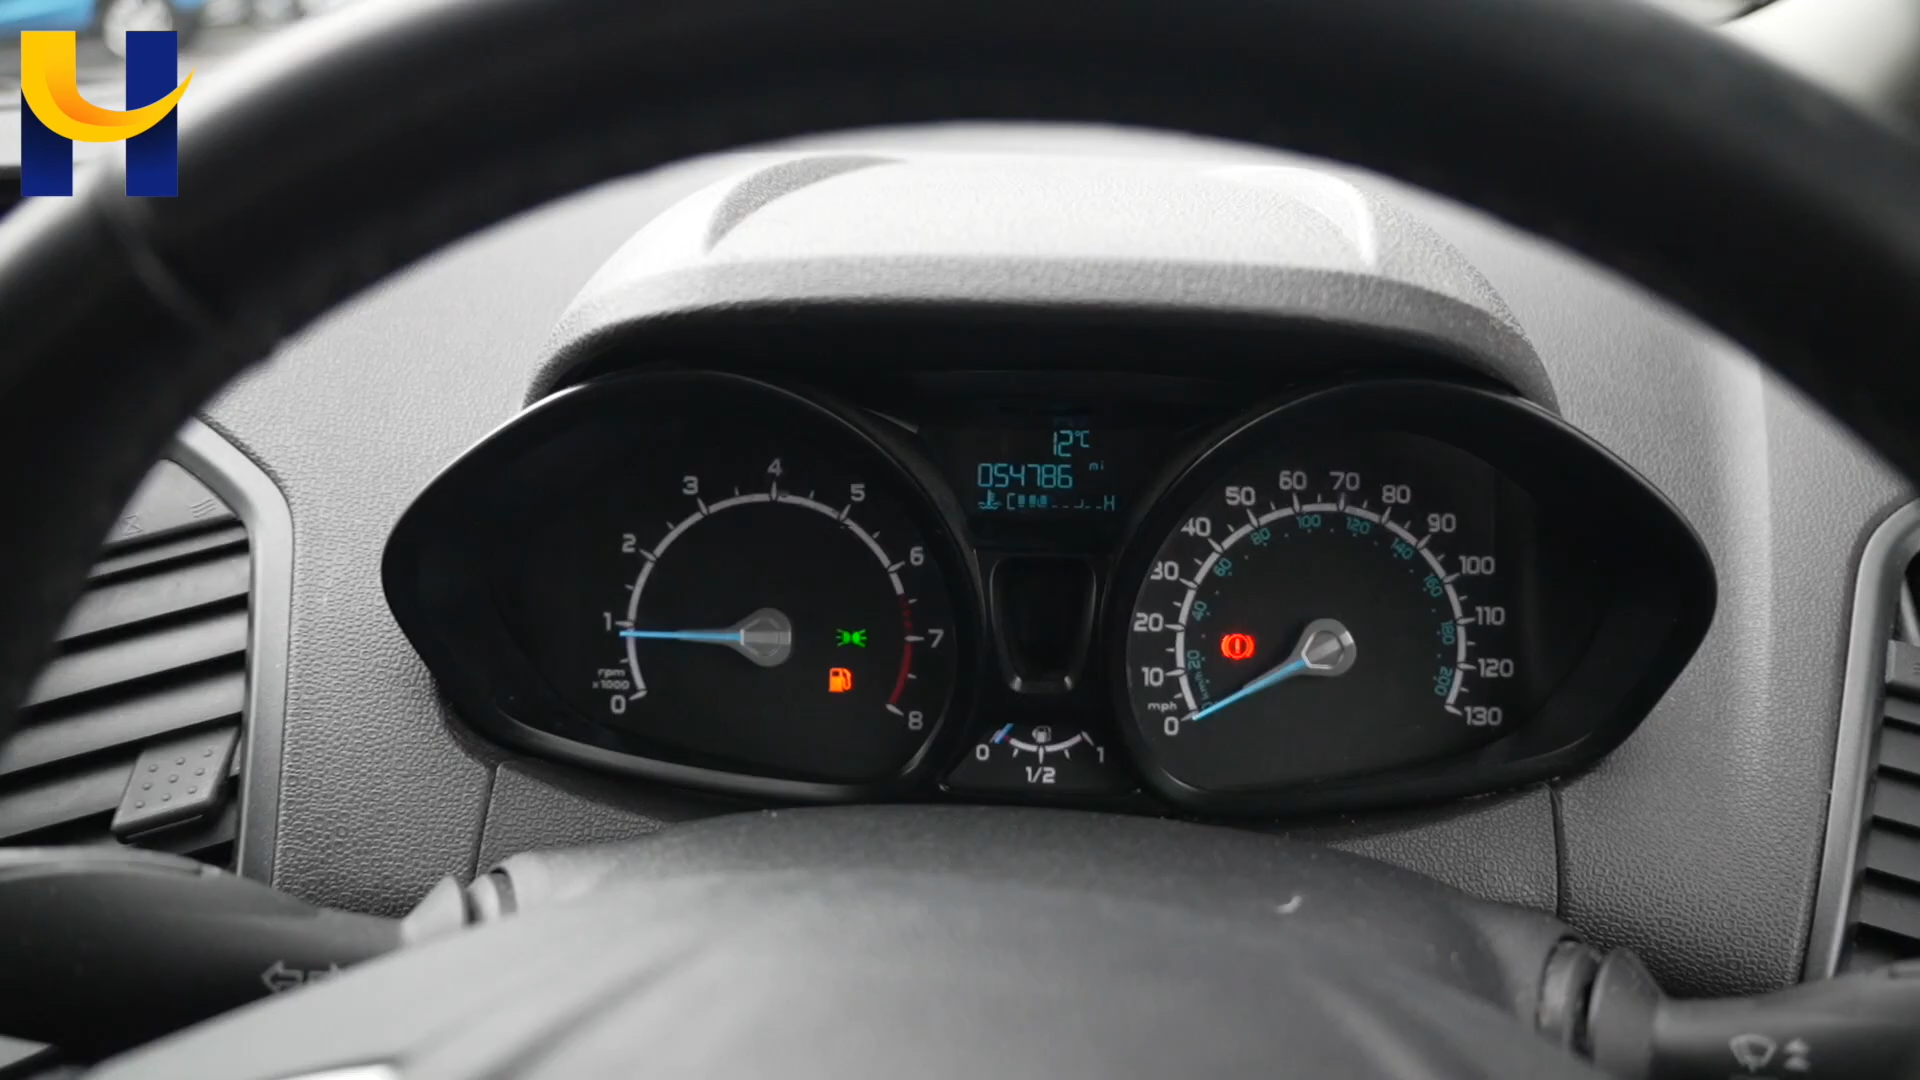 12°C
054786 mi
C H
0 1 2 3 4 5 6 7 8
rpm
x1000
0 10 20 30 40 50 60 70 80 90 100 110 120 130
mph
20 40 60 80 100 120 140 160 180 200
km/h
0 1/2 1